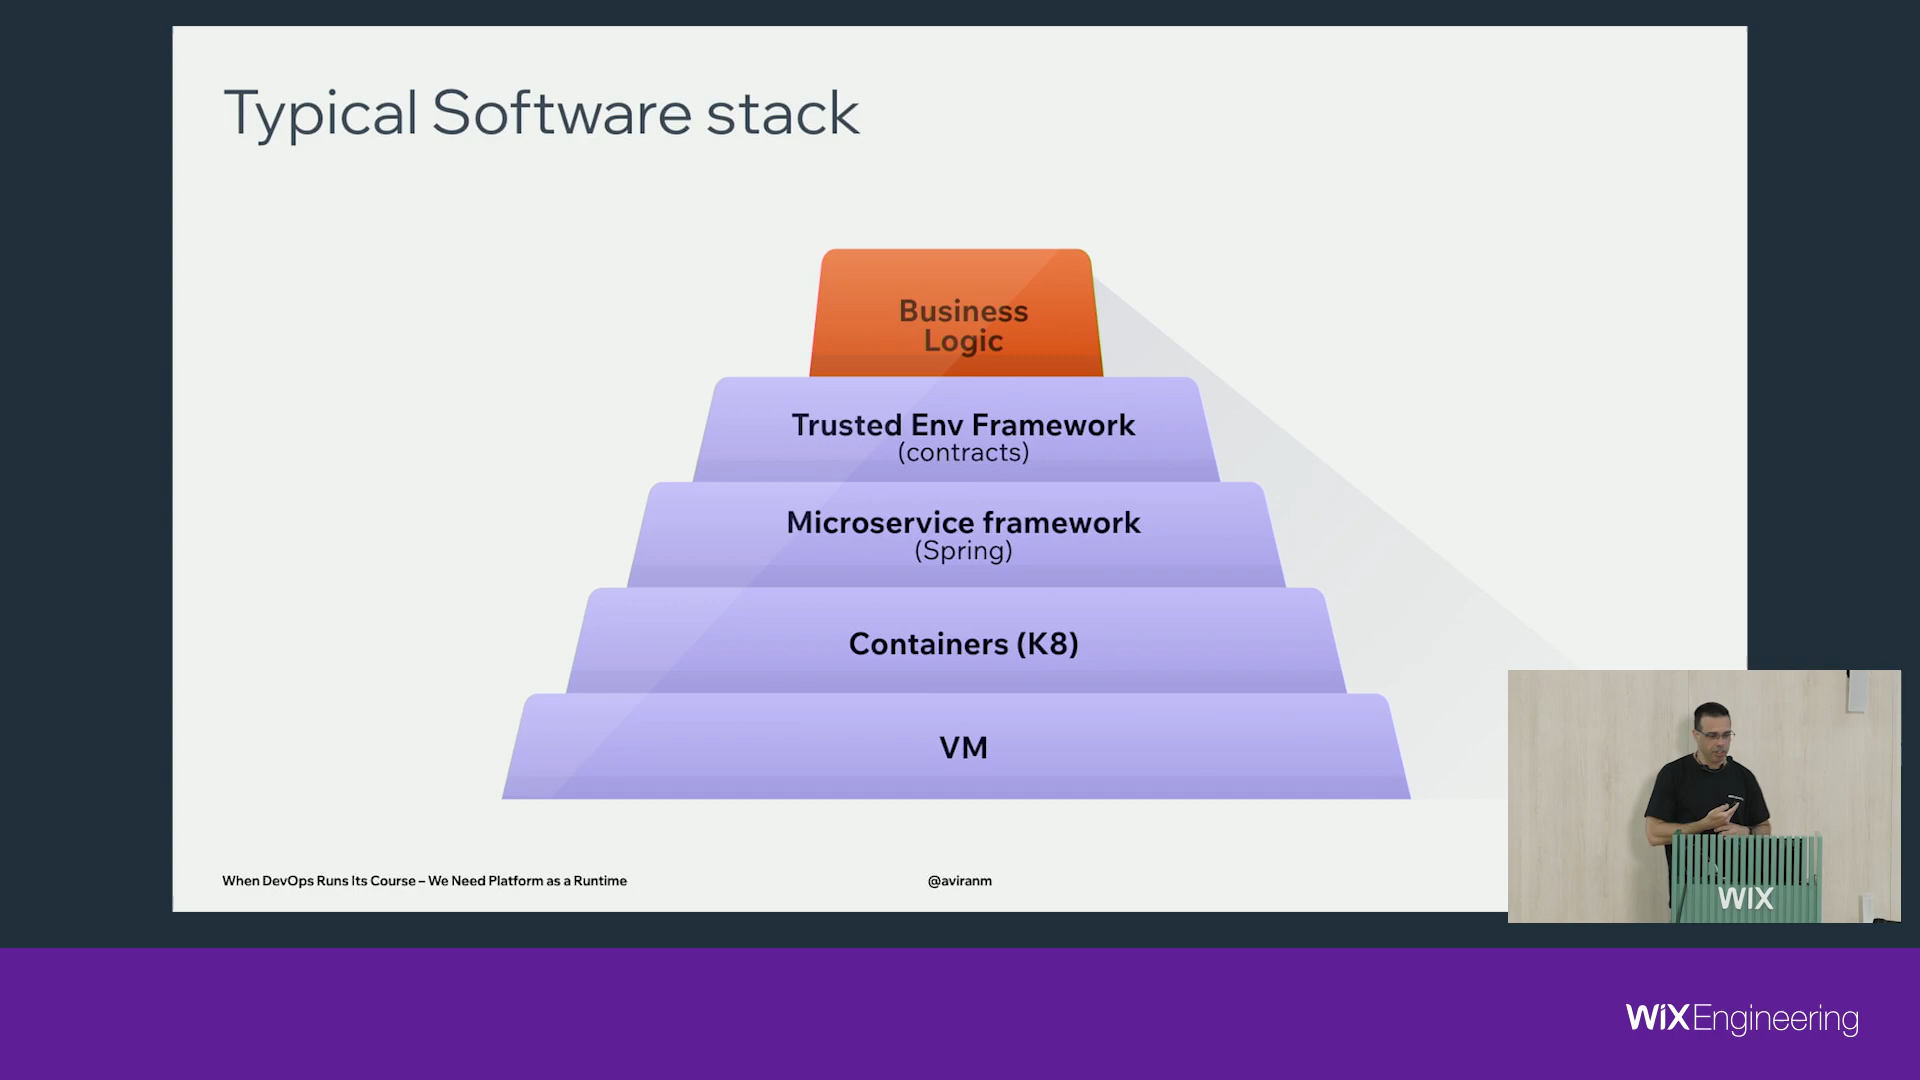 Typical Software stack
Business
Logic
Trusted Env Framework
(contracts)
Microservice framework
(Spring)
Containers (K8)
VM
When DevOps Runs Its Course – We Need Platform as a Runtime
@aviranm
WIX
WIX Engineering